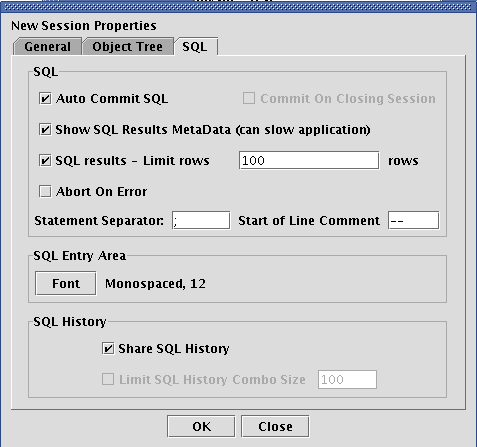 New Session Properties
General Object Tree SQL
SQL
Auto Commit SQL Commit On Closing Session
Show SQL Results MetaData (can slow application)
SQL results - Limit rows 100 rows
Abort On Error
Statement Separator: ; Start of Line Comment --
SQL Entry Area
Font Monospaced, 12
SQL History
Share SQL History
Limit SQL History Combo Size 100
OK Close